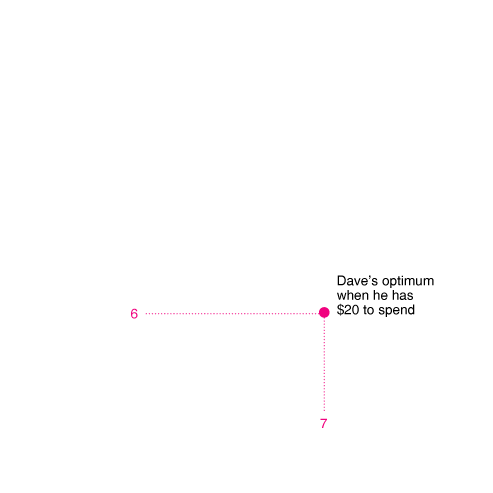 Dave’s optimum
when he has
$20 to spend
6
7